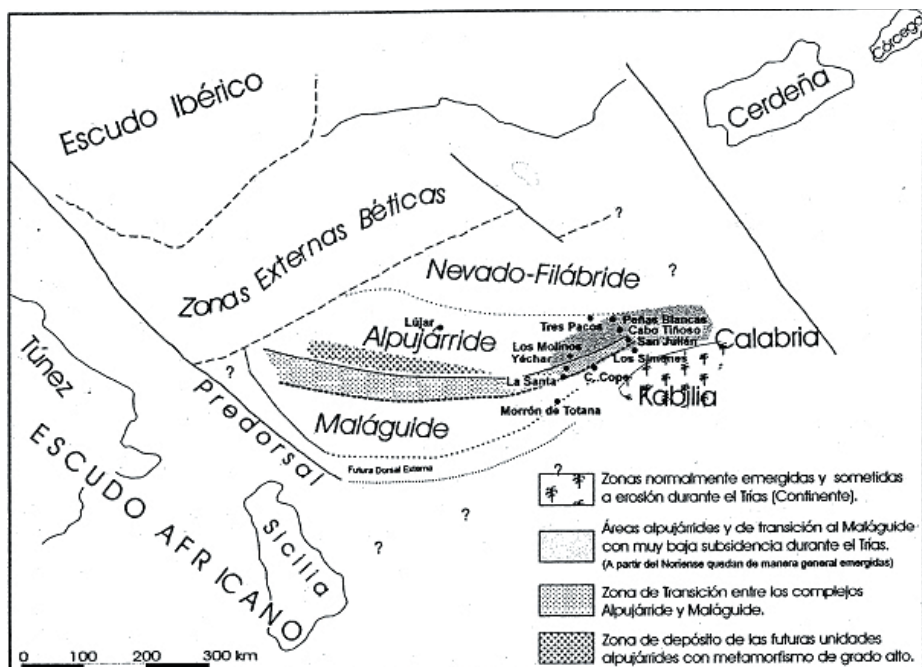 Córcega
Cerdeña
Escudo Ibérico
Zonas Externas Béticas
?
Nevado-Filábride
?
Lújar
Alpujárride
Tres Pacos
Peñas Blancas
Cabo Tiñoso
San Julián
Calabria
Los Molinos
Yéchar
Los Simones
La Santa
C. Cope
Kabilia
Morrón de Totana
Túnez
?
Predorsal
Maláguide
Futura Dorsal Externa
ESCUDO AFRICANO
Sicilia
?
?
?
Zonas normalmente emergidas y sometidas
a erosión durante el Trías (Continente).
Áreas alpujárrides y de transición al Maláguide
con muy baja subsidencia durante el Trías.
(A partir del Noriense quedan de manera general emergidas)
Zona de Transición entre los complejos
Alpujárride y Maláguide.
Zona de depósito de las futuras unidades
alpujárrides con metamorfismo de grado alto.
0 100 200 300 km